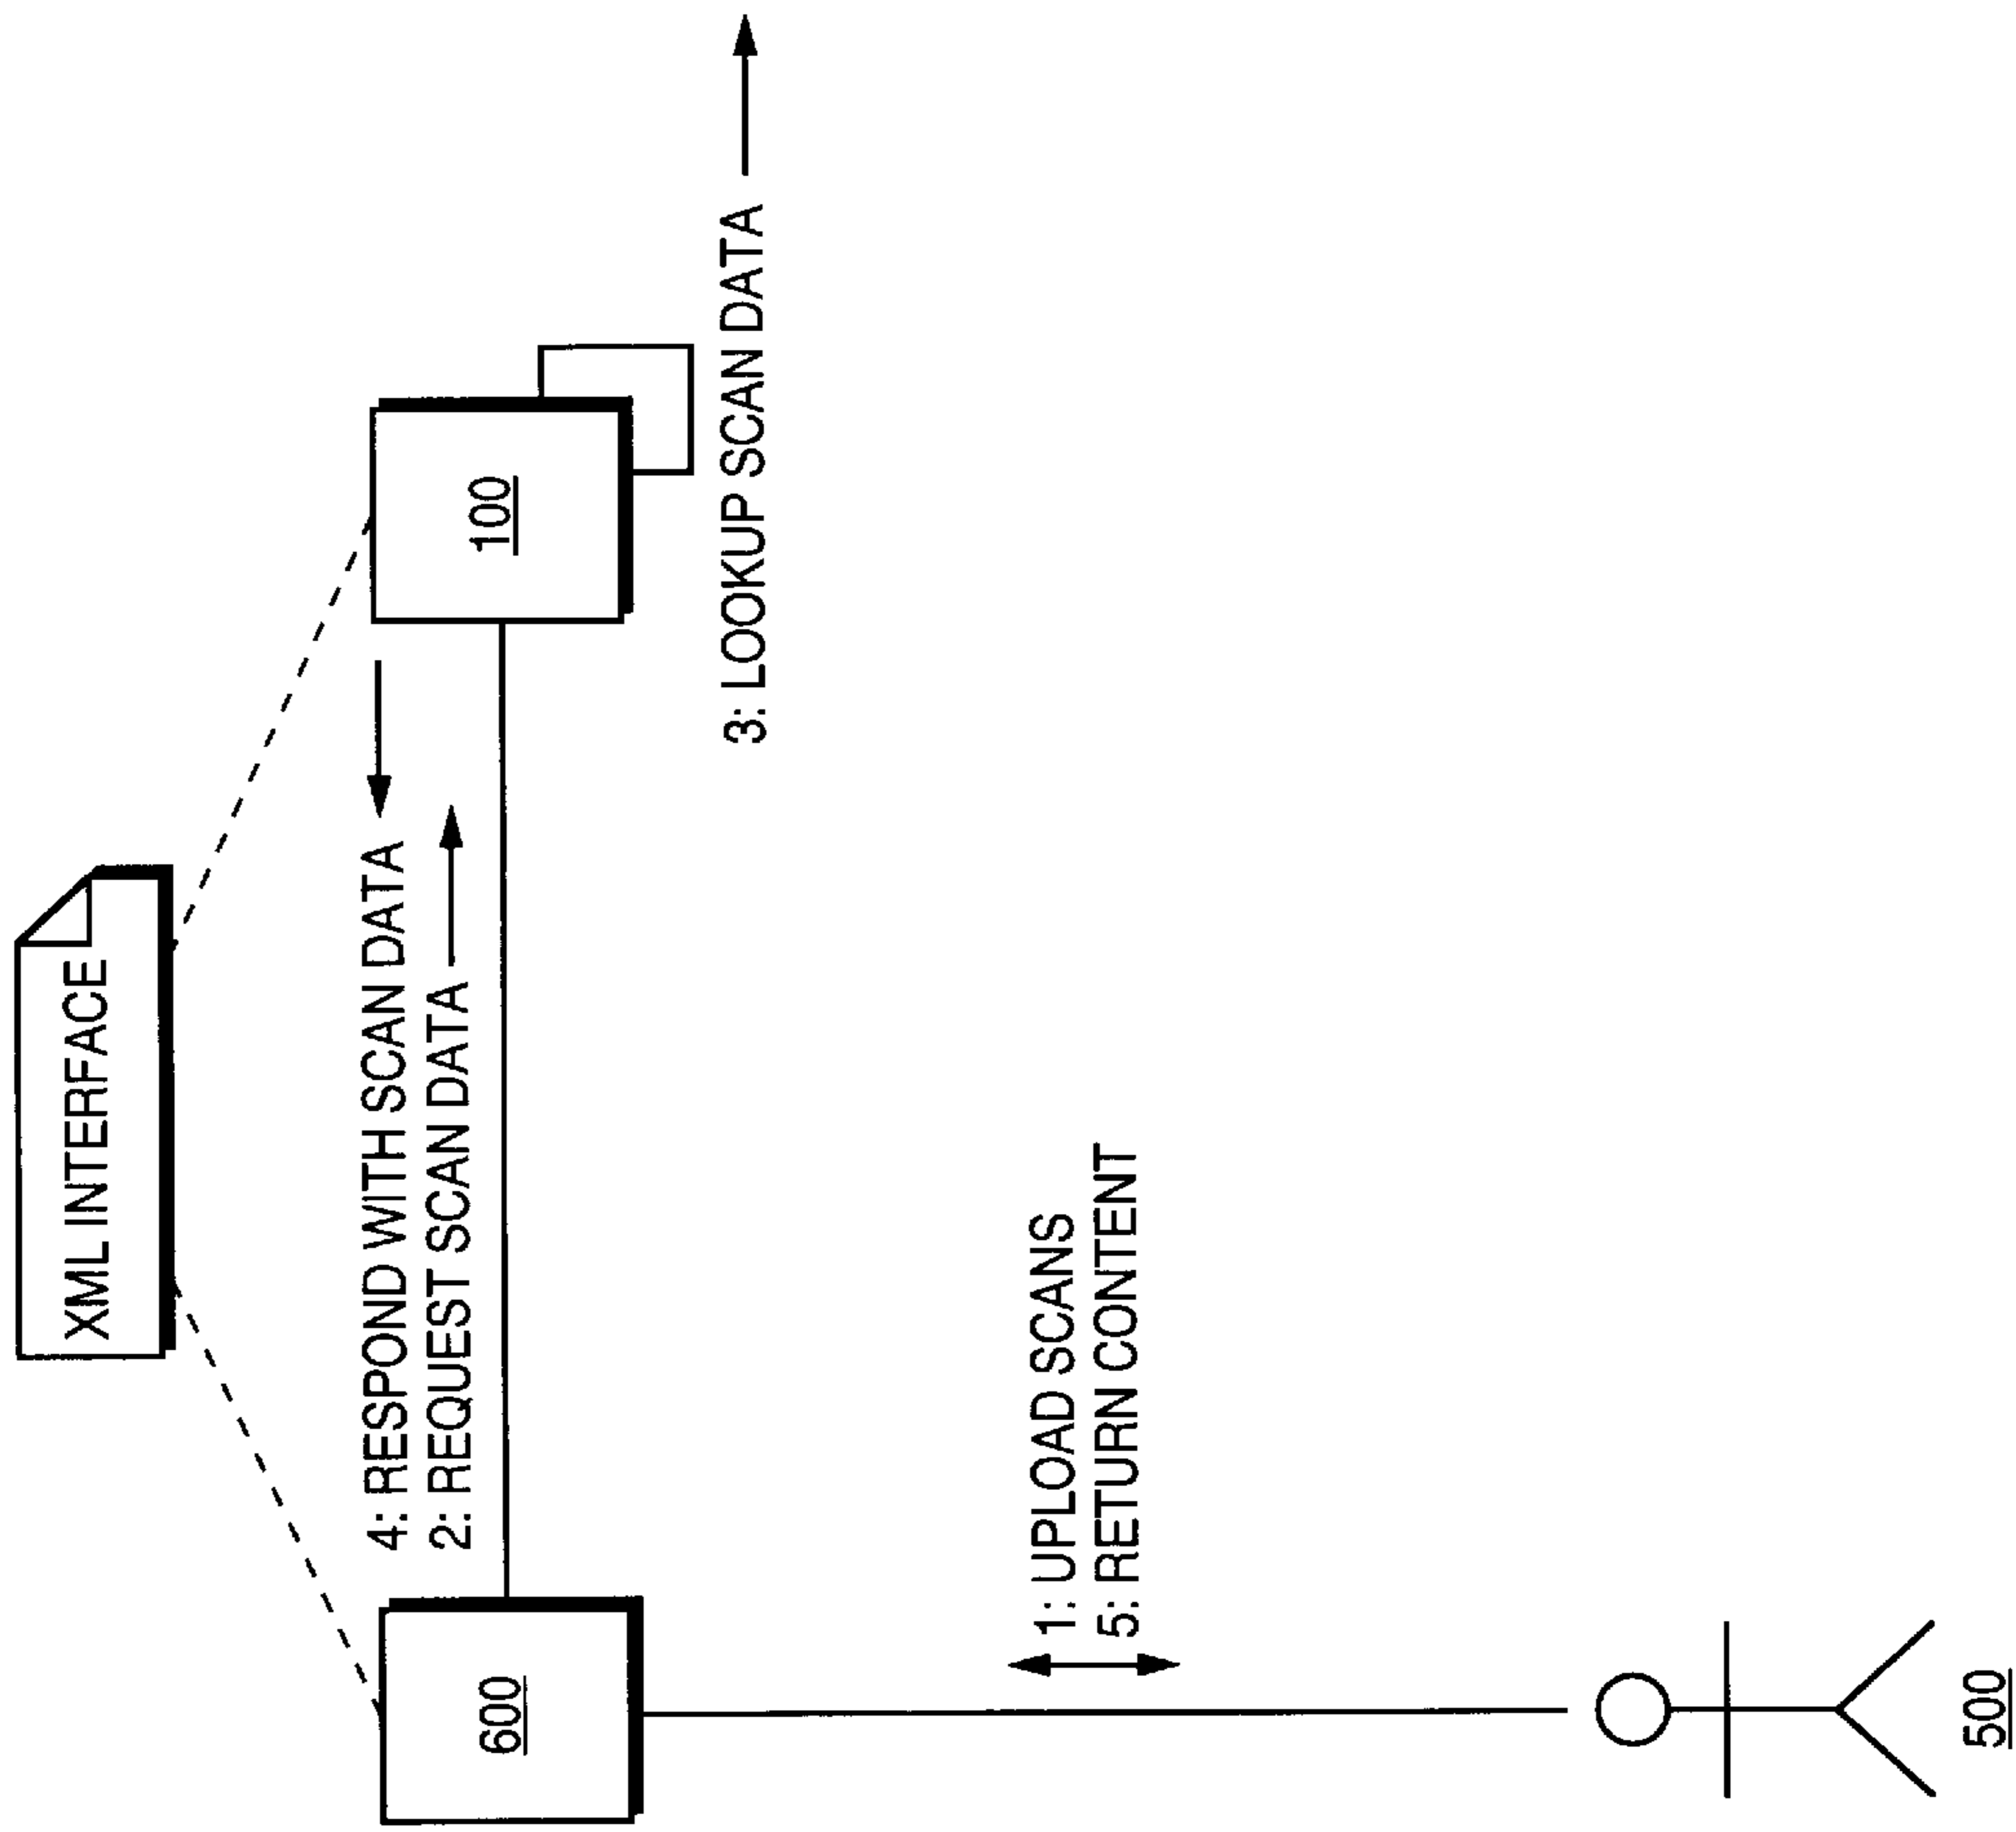 XML INTERFACE
4: RESPOND WITH SCAN DATA
2: REQUEST SCAN DATA
600
100
3: LOOKUP SCAN DATA
1: UPLOAD SCANS
5: RETURN CONTENT
500